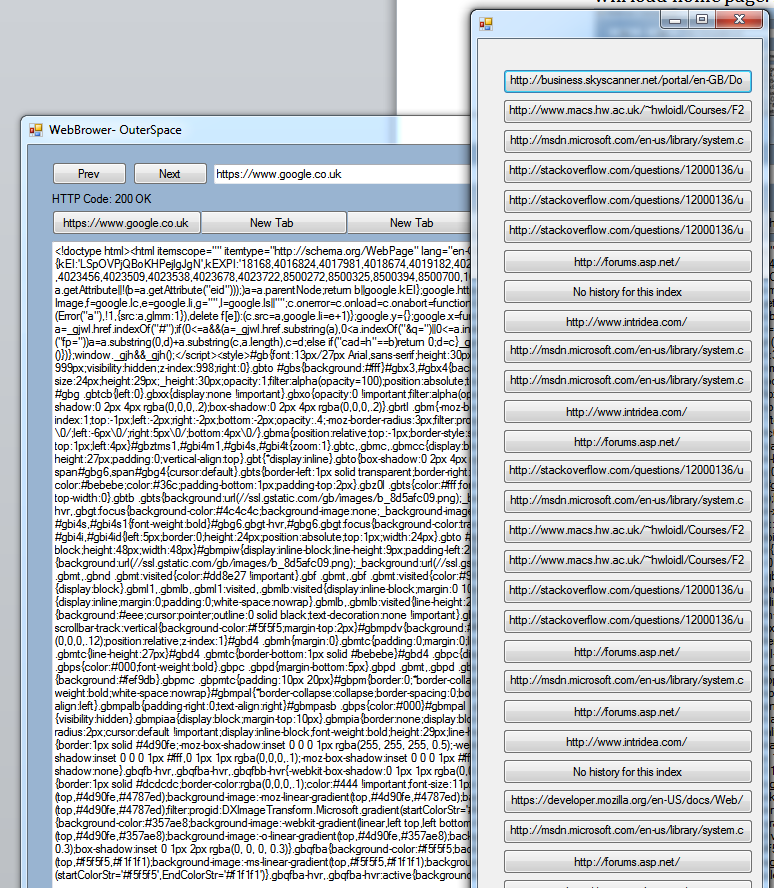 will load home page.
WebBrower- OuterSpace
Prev
Next
https://www.google.co.uk
HTTP Code: 200 OK
https://www.google.co.uk
New Tab
New Tab
<!doctype html><html itemscope="" itemtype="http://schema.org/WebPage" lang="en-G
{kEI:'LSpOVPjQBoKHPejlgJgN',kEXPI:'18168,4016824,4017981,4018674,4019182,402
,4023456,4023509,4023538,4023678,4023722,8500272,8500325,8500394,8500700,10
a.getAttribute||!(b=a.getAttribute("eid")));)a=a.parentNode;return b||google.kEI};google.htt
Image,f=google.lc,e=google.li,g="",l=google.ls||"";c.onerror=c.onload=c.onabort=function
(Error("a"),!1,{src:a,glmm:1}),delete f[e]);(c.src=a,google.li=e+1)};google.y={};google.x=func
a=_qjwl.href.indexOf("#");if(0<=a&&(a=_qjwl.href.substring(a),0<a.indexOf("&q=")||0<=a.in
("fp="))a=a.substring(0,d)+a.substring(c,a.length),c=d;else if("cad=h"==b)return 0;d=c}_g
()})};window._gjh&&_gjh();</script><style>#gb{font:13px/27px Arial,sans-serif;height:30px
999px;visibility:hidden;z-index:998;right:0}.gbto #gbs{background:#fff}#gbx3,#gbx4{back
size:24px;height:29px;_height:30px;opacity:1;filter:alpha(opacity=100);position:absolute;t
#gbg .gbtcb{left:0}.gbxx{display:none !important}.gbxo{opacity:0 !important;filter:alpha(op
shadow:0 2px 4px rgba(0,0,0,.2);box-shadow:0 2px 4px rgba(0,0,0,.2)}.gbrtl .gbm{-moz-b
index:1;top:-1px;left:-2px;right:-2px;bottom:-2px;opacity:.4;-moz-border-radius:3px;filter:pro
\0/;left:-6px\0/;right:5px\0/;bottom:4px\0/}.gbma{position:relative;top:-1px;border-style:s
top:1px;left:4px}#gbztms1,#gbi4m1,#gbi4s,#gbi4t{zoom:1}.gbtc,.gbmc,.gbmcc{display:b
height:27px;padding:0;vertical-align:top}.gbt{*display:inline}.gbto{box-shadow:0 2px 4px
span#gbg6,span#gbg4{cursor:default}.gbts{border-left:1px solid transparent;border-right:
color:#bebebe;color:#36c;padding-bottom:1px;padding-top:2px}.gbz0l .gbts{color:#fff;fon
top-width:0}.gbtb .gbts{background:url(//ssl.gstatic.com/gb/images/b_8d5afc09.png);_b
hvr,.gbgt:focus{background-color:#4c4c4c;background-image:none;_background-imag
#gbi4s,#gbi4s1{font-weight:bold}#gbg6.gbgt-hvr,#gbg6.gbgt:focus{background-color:tra
#gbi4i,#gbi4id{left:5px;border:0;height:24px;position:absolute;top:1px;width:24px}.gbto #
block;height:48px;width:48px}#gbmpiw{display:inline-block;line-height:9px;padding-left:2
{background:url(//ssl.gstatic.com/gb/images/b_8d5afc09.png);_background:url(//ssl.gs
.gbmt,.gbnd .gbmt:visited{color:#dd8e27 !important}.gbf .gbmt,.gbf .gbmt:visited{color:#9
{display:block}.gbml1,.gbmlb,.gbml1:visited,.gbmlb:visited{display:inline-block;margin:0 10
{display:inline;margin:0;padding:0;white-space:nowrap}.gbmlb,.gbmlb:visited{line-height:2
{background:#eee;cursor:pointer;outline:0 solid black;text-decoration:none !important}.g
scrollbar-track:vertical{background-color:#f5f5f5;margin-top:2px}#gbmpdv{background:#
(0,0,0,.12);position:relative;z-index:1}#gbd4 .gbmh{margin:0}.gbmtc{padding:0;margin:0;l
.gbmtc{line-height:27px}#gbd4 .gbmtc{border-bottom:1px solid #bebebe}#gbd4 .gbpc{di
.gbps{color:#000;font-weight:bold}.gbpc .gbpd{margin-bottom:5px}.gbpd .gbmt,.gbpd .g
{background:#fef9db}.gbpmc .gbpmtc{padding:10px 20px}#gbpm{border:0;*border-colla
weight:bold;white-space:nowrap}#gbmpal{*border-collapse:collapse;border-spacing:0;bo
align:left}.gbmpalb{padding-right:0;text-align:right}#gbmpasb .gbps{color:#000}#gbmpal
{visibility:hidden}.gbmpiaa{display:block;margin-top:10px}.gbmpia{border:none;display:blo
radius:2px;cursor:default !important;display:inline-block;font-weight:bold;height:29px;line-h
{border:1px solid #4d90fe;-moz-box-shadow:inset 0 0 0 1px rgba(255, 255, 255, 0.5);-we
shadow:inset 0 0 0 1px #fff,0 1px 1px rgba(0,0,0,.1);-moz-box-shadow:inset 0 0 0 1px #ff
shadow:none}.gbqfb-hvr,.gbqfba-hvr,.gbqfbb-hvr{-webkit-box-shadow:0 1px 1px rgba(0,0
{border:1px solid #dcdcdc;border-color:rgba(0,0,0,.1);color:#444 !important;font-size:11p
(top,#4d90fe,#4787ed);background-image:-moz-linear-gradient(top,#4d90fe,#4787ed);ba
(top,#4d90fe,#4787ed);filter:progid:DXImageTransform.Microsoft.gradient(startColorStr='#
{background-color:#357ae8;background-image:-webkit-gradient(linear,left top,left bottom
(top,#4d90fe,#357ae8);background-image:-o-linear-gradient(top,#4d90fe,#357ae8);back
0.3);box-shadow:inset 0 1px 2px rgba(0, 0, 0, 0.3)}.gbqfba{background-color:#f5f5f5;bac
(top,#f5f5f5,#f1f1f1);background-image:-ms-linear-gradient(top,#f5f5f5,#f1f1f1);backgrou
(startColorStr='#f5f5f5',EndColorStr='#f1f1f1')}.gbqfba-hvr,.gbqfba-hvr:active{background-
http://business.skyscanner.net/portal/en-GB/Do
http://www.macs.hw.ac.uk/~hwloidl/Courses/F2
http://msdn.microsoft.com/en-us/library/system.c
http://stackoverflow.com/questions/12000136/u
http://stackoverflow.com/questions/12000136/u
http://stackoverflow.com/questions/12000136/u
http://forums.asp.net/
No history for this index
http://www.intridea.com/
http://msdn.microsoft.com/en-us/library/system.c
http://msdn.microsoft.com/en-us/library/system.c
http://www.intridea.com/
http://forums.asp.net/
http://stackoverflow.com/questions/12000136/u
http://msdn.microsoft.com/en-us/library/system.c
http://www.macs.hw.ac.uk/~hwloidl/Courses/F2
http://www.macs.hw.ac.uk/~hwloidl/Courses/F2
http://stackoverflow.com/questions/12000136/u
http://stackoverflow.com/questions/12000136/u
http://forums.asp.net/
http://msdn.microsoft.com/en-us/library/system.c
http://forums.asp.net/
http://www.intridea.com/
No history for this index
https://developer.mozilla.org/en-US/docs/Web/
http://msdn.microsoft.com/en-us/library/system.c
http://forums.asp.net/